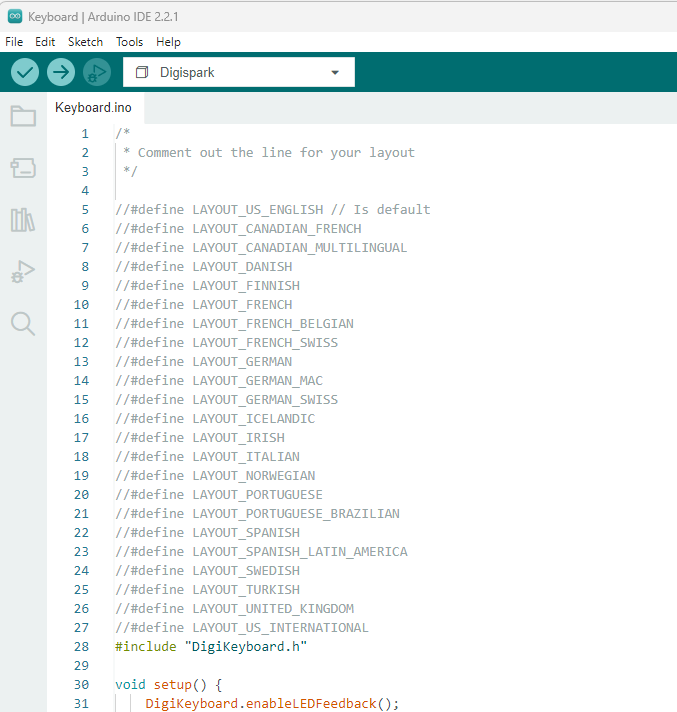 Keyboard | Arduino IDE 2.2.1
File Edit Sketch Tools Help
Digispark
Keyboard.ino
1 /*
2  * Comment out the line for your layout
3  */
4
5 //#define LAYOUT_US_ENGLISH // Is default
6 //#define LAYOUT_CANADIAN_FRENCH
7 //#define LAYOUT_CANADIAN_MULTILINGUAL
8 //#define LAYOUT_DANISH
9 //#define LAYOUT_FINNISH
10 //#define LAYOUT_FRENCH
11 //#define LAYOUT_FRENCH_BELGIAN
12 //#define LAYOUT_FRENCH_SWISS
13 //#define LAYOUT_GERMAN
14 //#define LAYOUT_GERMAN_MAC
15 //#define LAYOUT_GERMAN_SWISS
16 //#define LAYOUT_ICELANDIC
17 //#define LAYOUT_IRISH
18 //#define LAYOUT_ITALIAN
19 //#define LAYOUT_NORWEGIAN
20 //#define LAYOUT_PORTUGUESE
21 //#define LAYOUT_PORTUGUESE_BRAZILIAN
22 //#define LAYOUT_SPANISH
23 //#define LAYOUT_SPANISH_LATIN_AMERICA
24 //#define LAYOUT_SWEDISH
25 //#define LAYOUT_TURKISH
26 //#define LAYOUT_UNITED_KINGDOM
27 //#define LAYOUT_US_INTERNATIONAL
28 #include "DigiKeyboard.h"
29
30 void setup() {
31     DigiKeyboard.enableLEDFeedback();